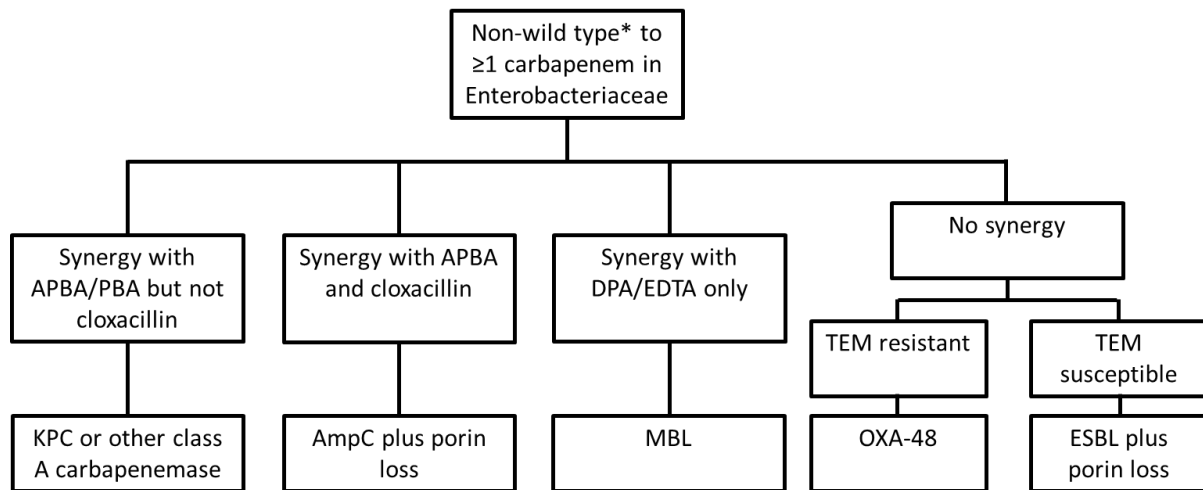 Non-wild type* to
≥1 carbapenem in
Enterobacteriaceae
Synergy with
APBA/PBA but not
cloxacillin
Synergy with APBA
and cloxacillin
Synergy with
DPA/EDTA only
No synergy
TEM resistant
TEM
susceptible
KPC or other class
A carbapenemase
AmpC plus porin
loss
MBL
OXA-48
ESBL plus
porin loss